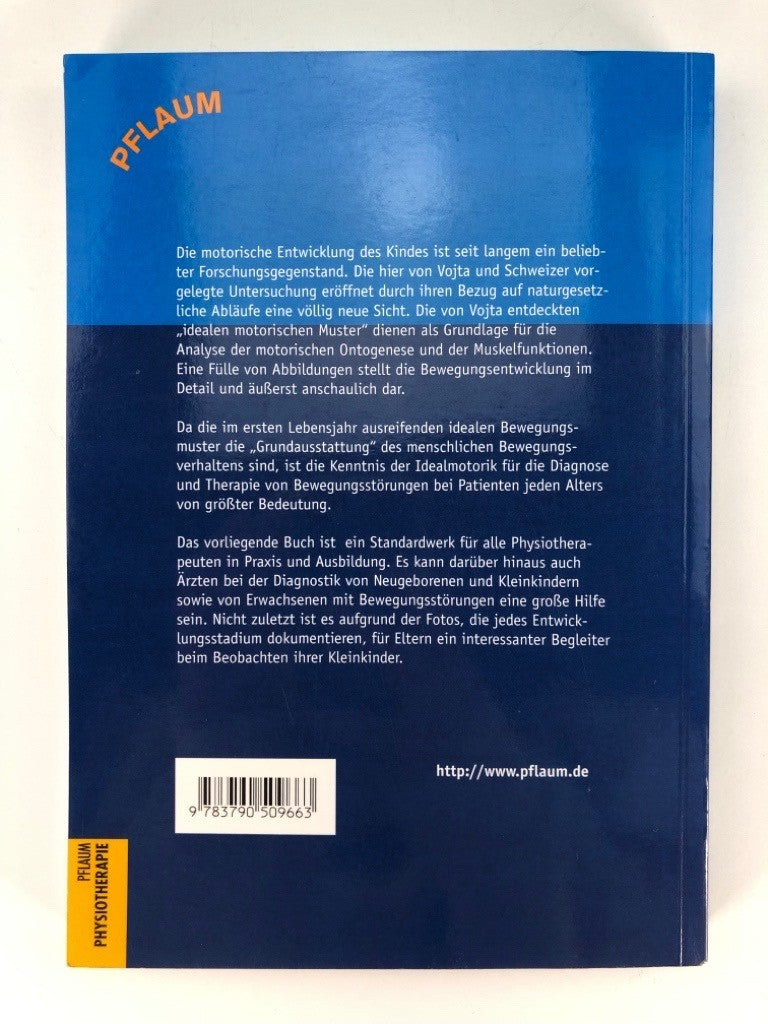 PFLAUM
Die motorische Entwicklung des Kindes ist seit langem ein belieb-
ter Forschungsgegenstand. Die hier von Vojta und Schweizer vor-
gelegte Untersuchung eröffnet durch ihren Bezug auf naturgesetz-
liche Abläufe eine völlig neue Sicht. Die von Vojta entdeckten
„idealen motorischen Muster" dienen als Grundlage für die
Analyse der motorischen Ontogenese und der Muskelfunktionen.
Eine Fülle von Abbildungen stellt die Bewegungsentwicklung im
Detail und äußerst anschaulich dar.
Da die im ersten Lebensjahr ausreifenden idealen Bewegungs-
muster die „Grundausstattung" des menschlichen Bewegungs-
verhaltens sind, ist die Kenntnis der Idealmotorik für die Diagnose
und Therapie von Bewegungsstörungen bei Patienten jeden Alters
von größter Bedeutung.
Das vorliegende Buch ist ein Standardwerk für alle Physiothera-
peuten in Praxis und Ausbildung. Es kann darüber hinaus auch
Ärzten bei der Diagnostik von Neugeborenen und Kleinkindern
sowie von Erwachsenen mit Bewegungsstörungen eine große Hilfe
sein. Nicht zuletzt ist es aufgrund der Fotos, die jedes Entwick-
lungsstadium dokumentieren, für Eltern ein interessanter Begleiter
beim Beobachten ihrer Kleinkinder.
http://www.pflaum.de
9 783790 509663
PFLAUM
PHYSIOTHERAPIE